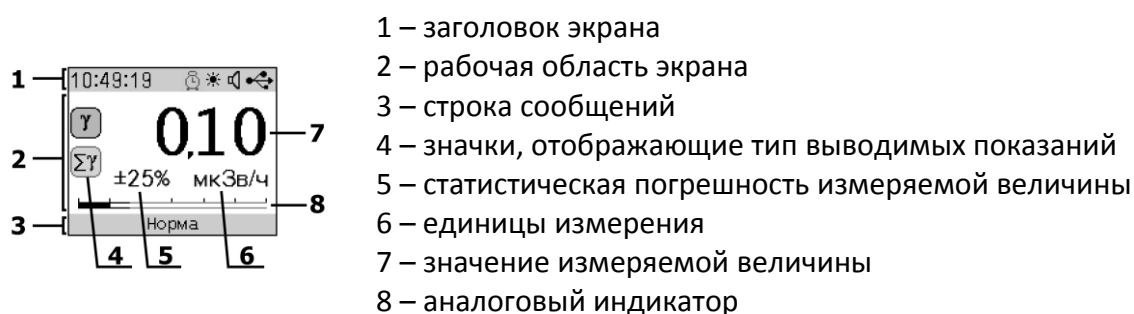 1 – заголовок экрана
2 – рабочая область экрана
3 – строка сообщений
4 – значки, отображающие тип выводимых показаний
5 – статистическая погрешность измеряемой величины
6 – единицы измерения
7 – значение измеряемой величины
8 – аналоговый индикатор
1
10:49:19
γ
0,10
7
2
Σγ
±25% мкЗв/ч
8
3
Норма
4 5 6